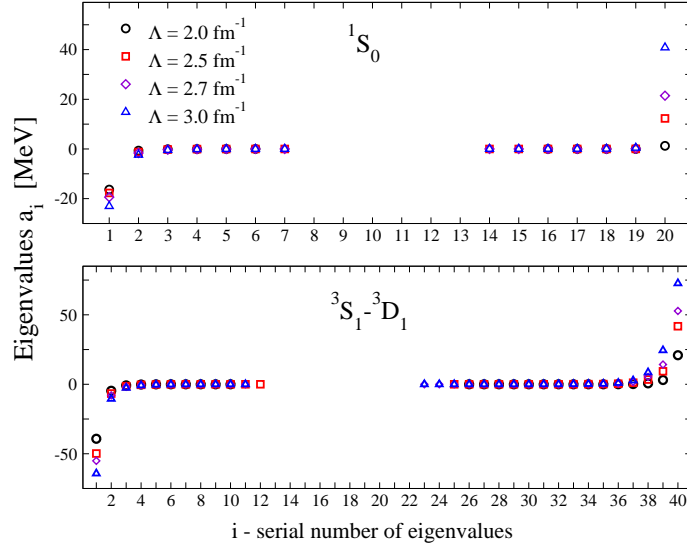 40
20
0
-20
Λ = 2.0 fm⁻¹
Λ = 2.5 fm⁻¹
Λ = 2.7 fm⁻¹
Λ = 3.0 fm⁻¹
¹S₀
1 2 3 4 5 6 7 8 9 10 11 12 13 14 15 16 17 18 19 20
Eigenvalues aᵢ [MeV]
50
0
-50
³S₁-³D₁
2 4 6 8 10 12 14 16 18 20 22 24 26 28 30 32 34 36 38 40
i - serial number of eigenvalues